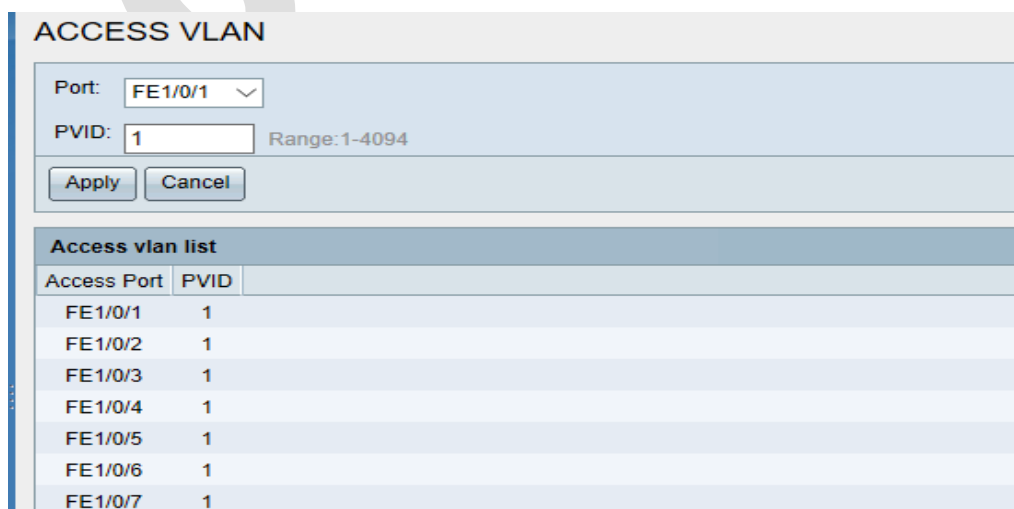 ACCESS VLAN
Port: FE1/0/1
PVID: 1 Range:1-4094
Apply Cancel
Access vlan list
Access Port PVID
FE1/0/1 1
FE1/0/2 1
FE1/0/3 1
FE1/0/4 1
FE1/0/5 1
FE1/0/6 1
FE1/0/7 1